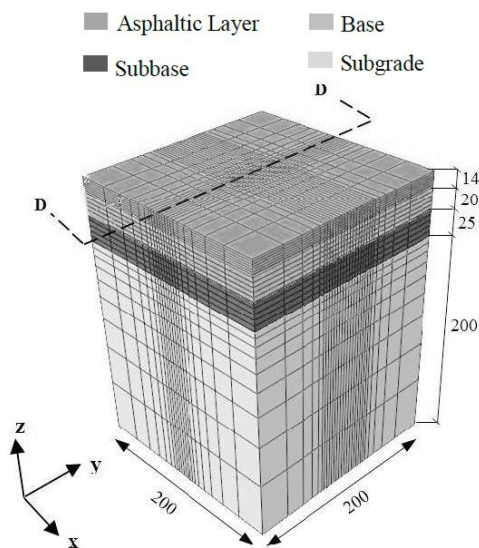 Asphaltic Layer
Base
Subbase
Subgrade
D
D
14
20
25
200
z
y
x
200
200